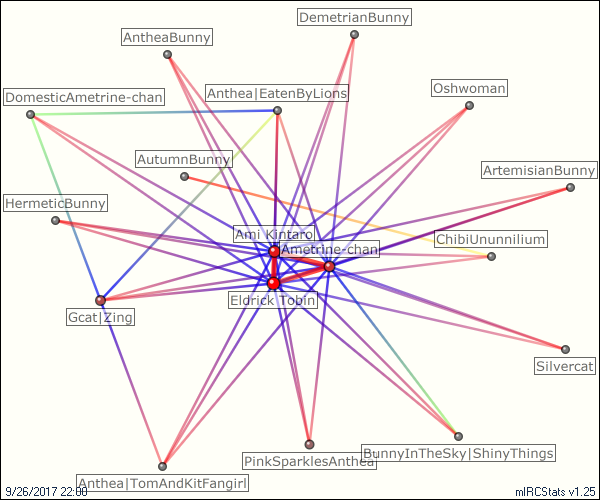 DemetrianBunny
AntheaBunny
Oshwoman
DomesticAmetrine-chan
Anthea|EatenByLions
AutumnBunny
ArtemisianBunny
HermeticBunny
Ami Kintaro
ChibiUnunnilium
Ametrine-chan
Eldrick Tobin
Gcat|Zing
Silvercat
BunnyInTheSky|ShinyThings
PinkSparklesAnthea
Anthea|TomAndKitFangirl
9/26/2017 22:00
mIRCStats v1.25